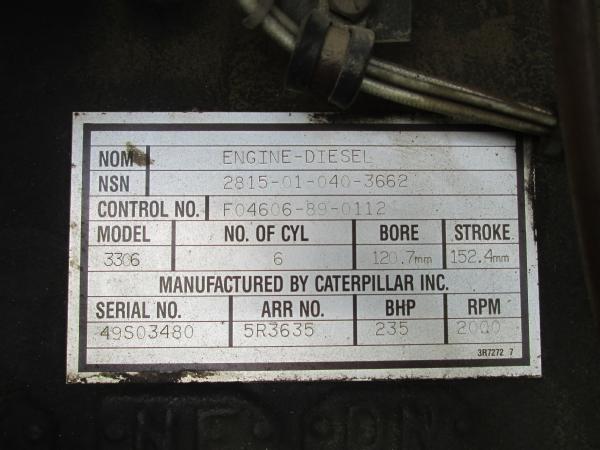 NOM ENGINE-DIESEL
NSN 2815-01-040-3662
CONTROL NO. F04606-89-0112
MODEL NO. OF CYL BORE STROKE
3306 6 120.7mm 152.4mm
MANUFACTURED BY CATERPILLAR INC.
SERIAL NO. ARR NO. BHP RPM
49S03480 5R3635 235 2000
3R7272 7